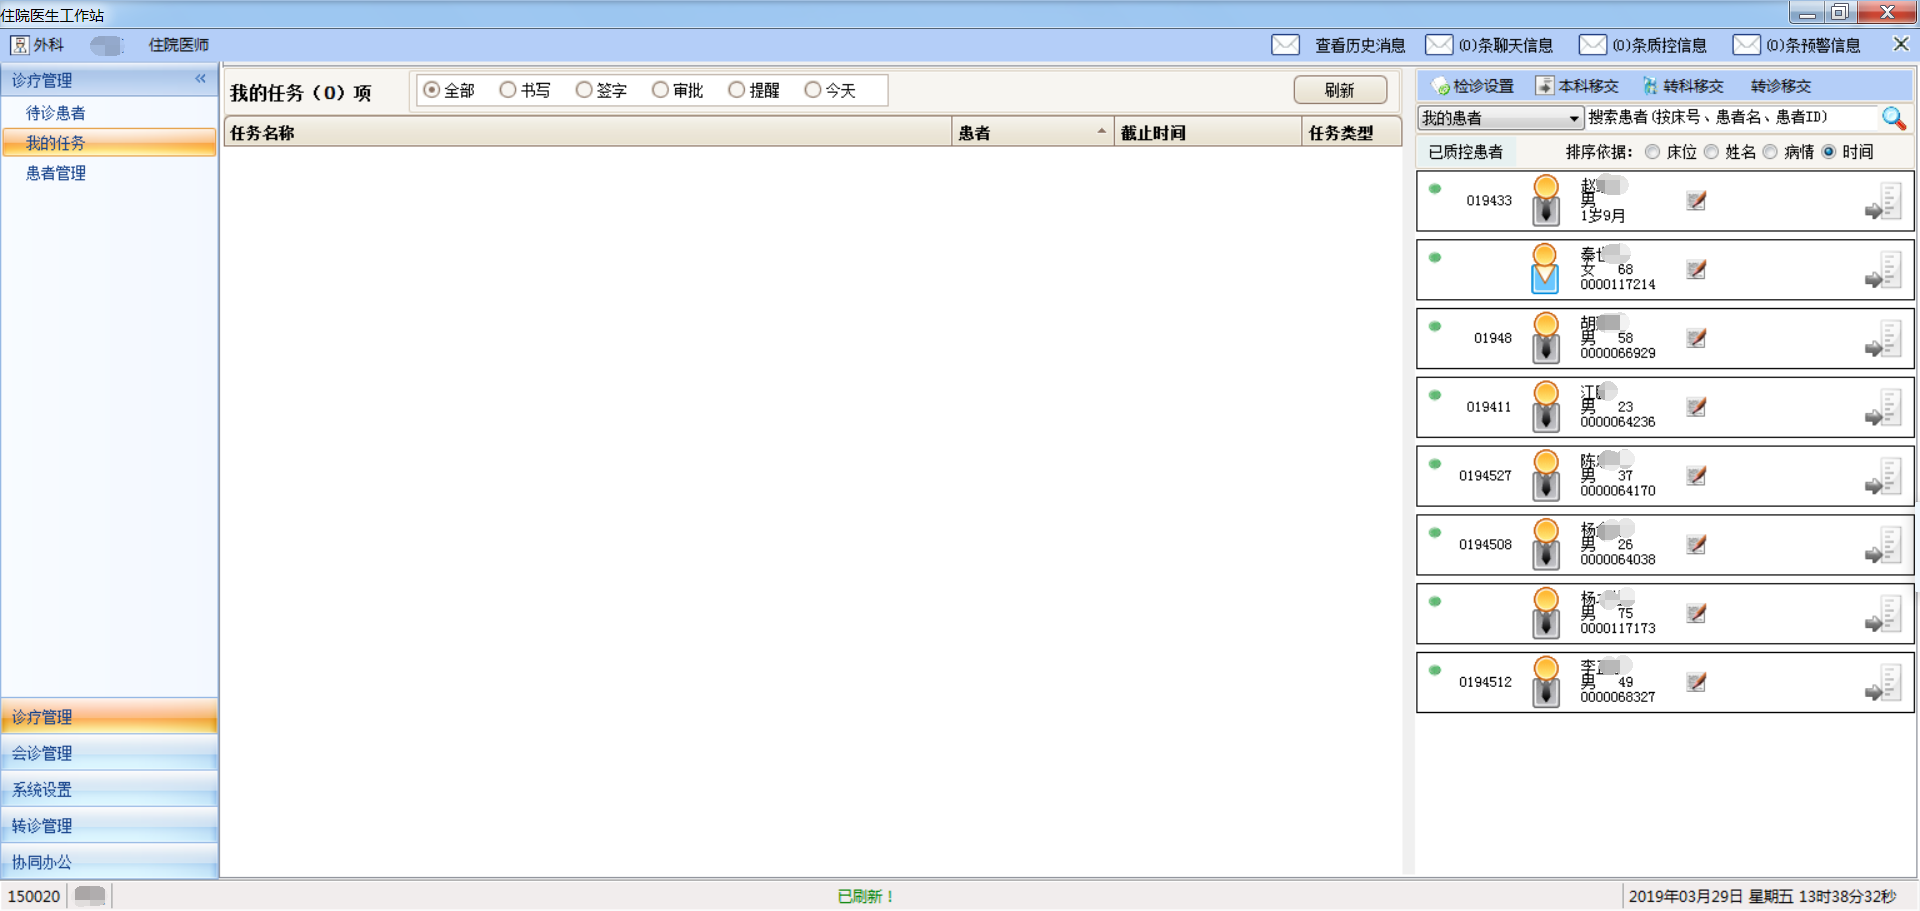 住院医生工作站
外科 住院医师 查看历史消息 (0)条聊天信息 (0)条质控信息 (0)条预警信息
诊疗管理
待诊患者
我的任务
患者管理
诊疗管理
会诊管理
系统设置
转诊管理
协同办公
我的任务（0）项 全部 书写 签字 审批 提醒 今天 刷新
任务名称 患者 截止时间 任务类型
检诊设置 本科移交 转科移交 转诊移交
我的患者 搜索患者(按床号、患者名、患者ID)
已质控患者 排序依据： 床位 姓名 病情 时间
赵
019433 男
1岁9月
秦
女 68
0000117214
胡
01948 男 58
0000066929
江
019411 男 23
0000064236
陈
0194527 男 37
0000064170
杨
0194508 男 26
0000064038
杨
男 75
0000117173
李
0194512 男 49
0000068327
150020 已刷新！ 2019年03月29日 星期五 13时38分32秒